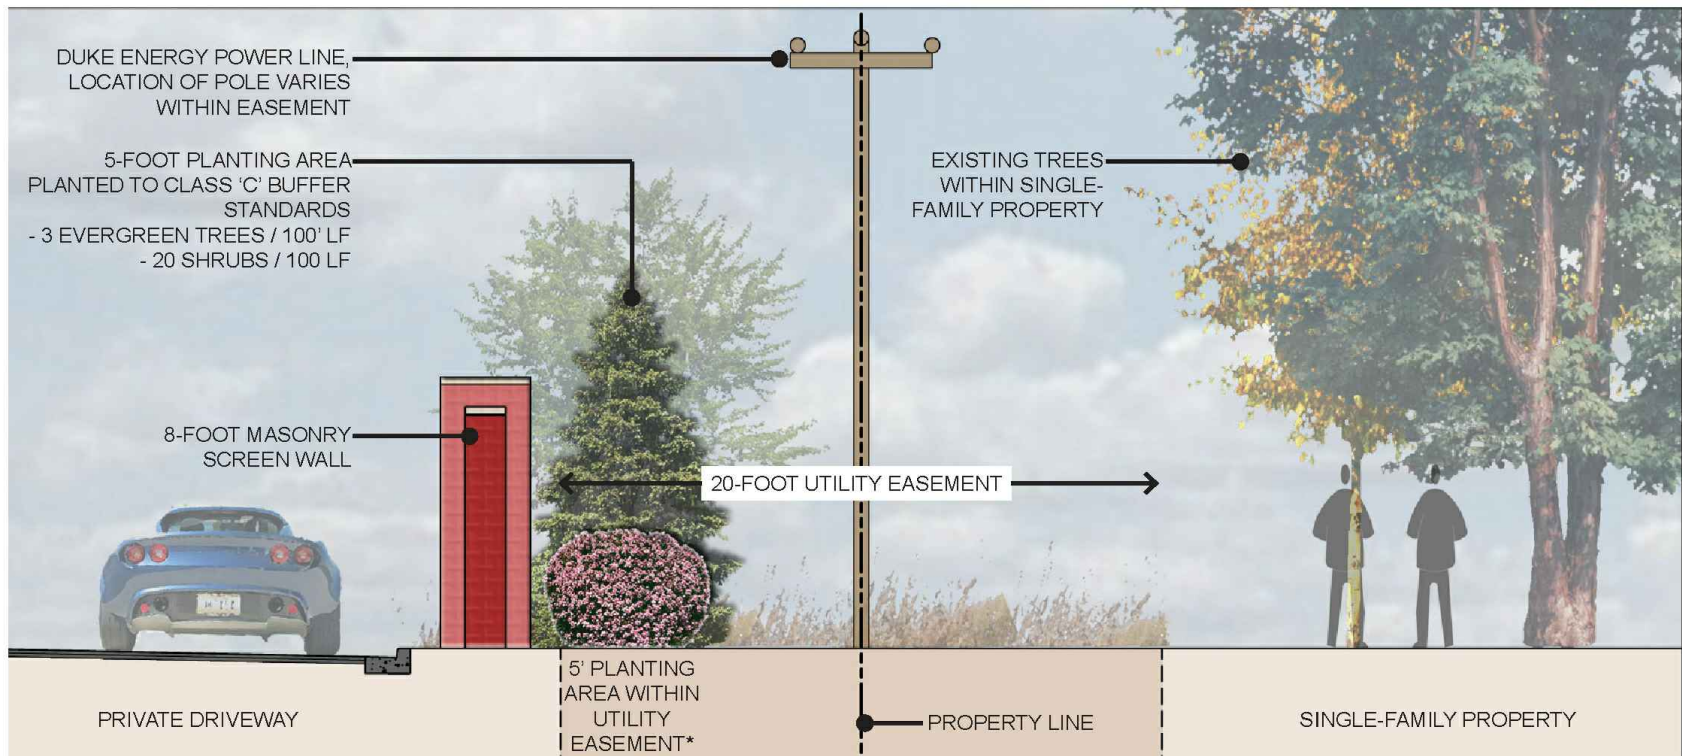 DUKE ENERGY POWER LINE,
LOCATION OF POLE VARIES
WITHIN EASEMENT
5-FOOT PLANTING AREA
PLANTED TO CLASS ‘C’ BUFFER
STANDARDS
- 3 EVERGREEN TREES / 100’ LF
- 20 SHRUBS / 100 LF
EXISTING TREES
WITHIN SINGLE-
FAMILY PROPERTY
8-FOOT MASONRY
SCREEN WALL
20-FOOT UTILITY EASEMENT
PRIVATE DRIVEWAY
5’ PLANTING
AREA WITHIN
UTILITY
EASEMENT*
PROPERTY LINE
SINGLE-FAMILY PROPERTY